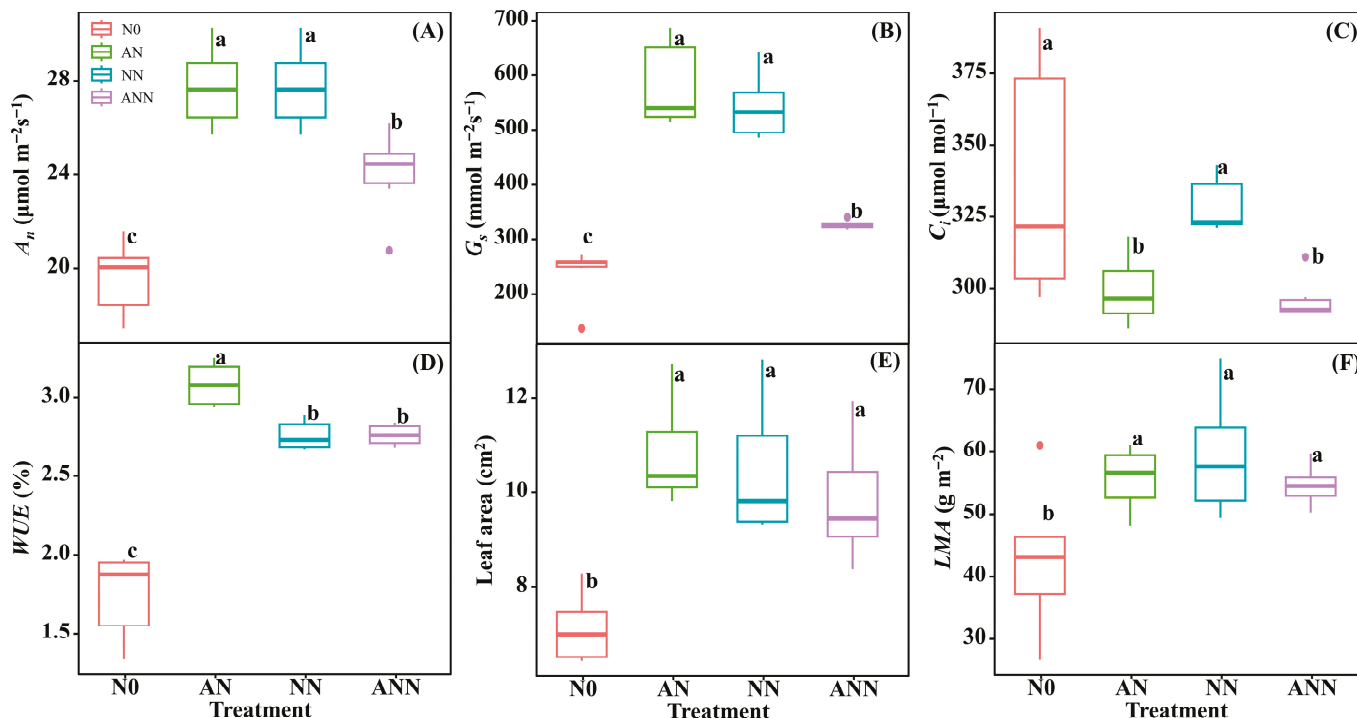 N0
AN
NN
ANN
(A)
A_n (μmol m⁻²s⁻¹)
28
24
20
a
a
b
c
(B)
G_s (mmol m⁻²s⁻¹)
700
600
500
400
300
200
a
a
b
c
(C)
C_i (μmol mol⁻¹)
375
350
325
300
a
b
a
b
(D)
WUE (%)
3.0
2.5
2.0
1.5
a
b
b
c
(E)
Leaf area (cm²)
12
10
8
a
a
a
b
(F)
LMA (g m⁻²)
70
60
50
40
30
b
a
a
a
N0 AN NN ANN
Treatment
N0 AN NN ANN
Treatment
N0 AN NN ANN
Treatment